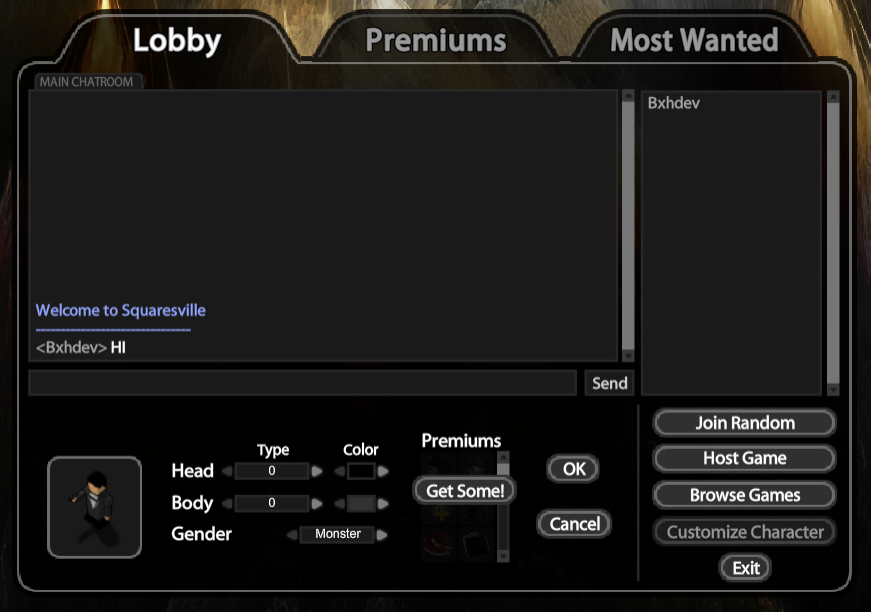 Lobby
Premiums
Most Wanted
MAIN CHATROOM
Bxhdev
Welcome to Squaresville
--------------------------------
<Bxhdev> HI
Send
Type
Color
Head
0
Body
0
Gender
Monster
Premiums
Get Some!
OK
Cancel
Join Random
Host Game
Browse Games
Customize Character
Exit